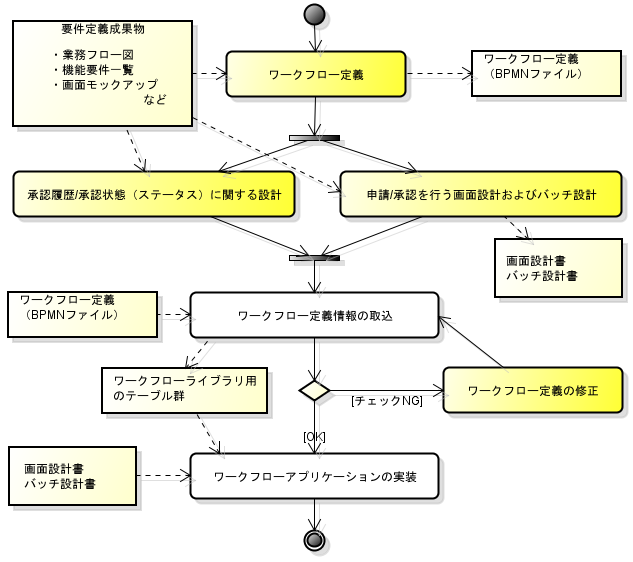 要件定義成果物
・業務フロー図
・機能要件一覧
・画面モックアップ
など
ワークフロー定義
ワークフロー定義
（BPMNファイル）
承認履歴/承認状態（ステータス）に関する設計
申請/承認を行う画面設計およびバッチ設計
画面設計書
バッチ設計書
ワークフロー定義
（BPMNファイル）
ワークフロー定義情報の取込
ワークフローライブラリ用
のテーブル群
[チェックNG]
ワークフロー定義の修正
[OK]
画面設計書
バッチ設計書
ワークフローアプリケーションの実装